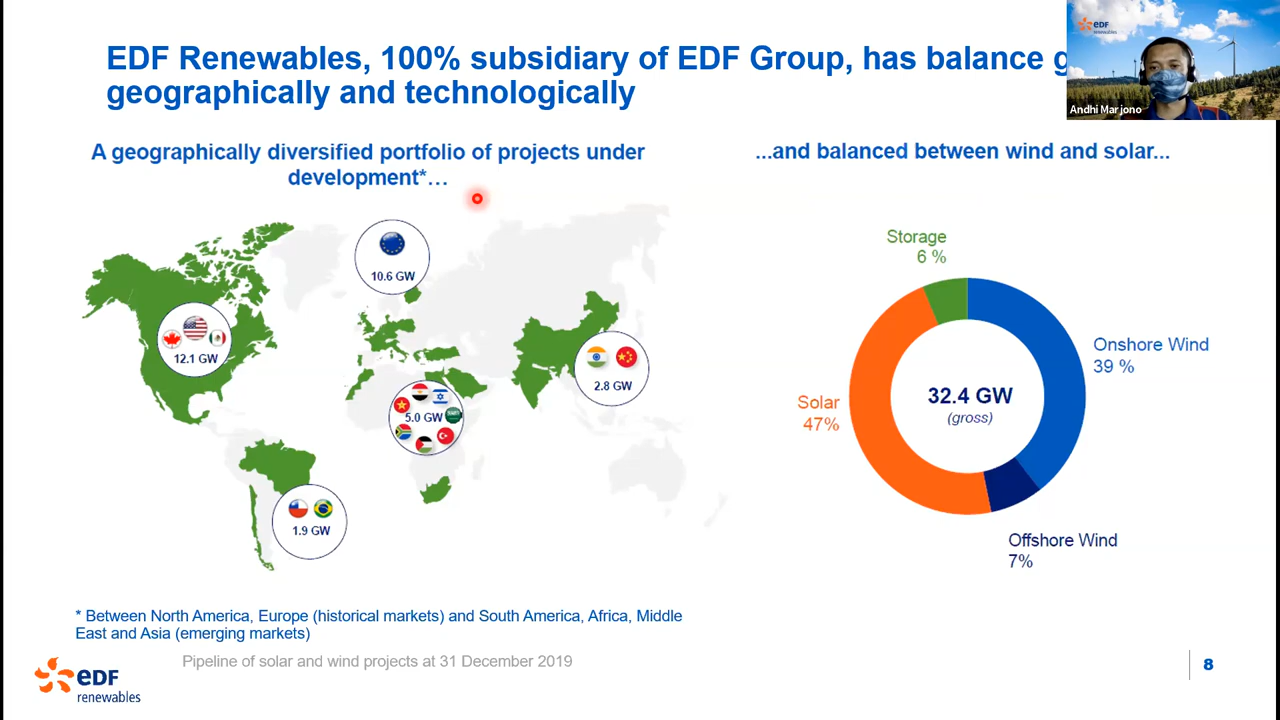 EDF Renewables, 100% subsidiary of EDF Group, has balance g
geographically and technologically
edf
renewables
Andhi Marjono
A geographically diversified portfolio of projects under
development*…
...and balanced between wind and solar...
10.6 GW
12.1 GW
2.8 GW
5.0 GW
1.9 GW
Storage
6 %
Onshore Wind
39 %
Solar
47%
32.4 GW
(gross)
Offshore Wind
7%
* Between North America, Europe (historical markets) and South America, Africa, Middle
East and Asia (emerging markets)
Pipeline of solar and wind projects at 31 December 2019
edf
renewables
8